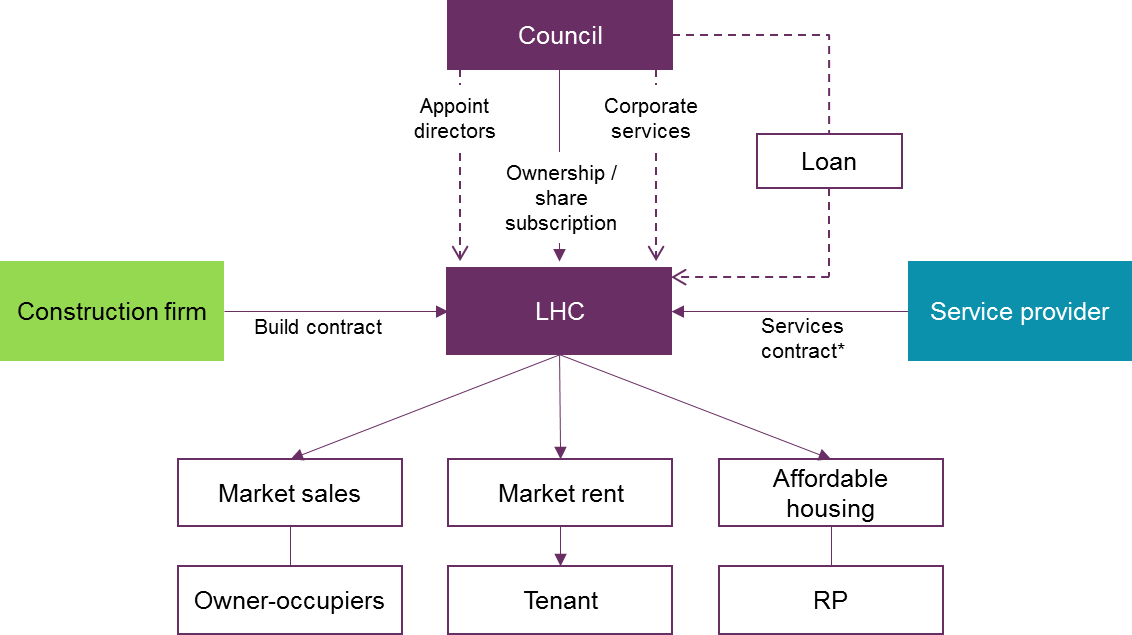 Council
Appoint
directors
Corporate
services
Ownership /
share
subscription
Loan
Construction firm
Build contract
LHC
Services
contract*
Service provider
Market sales
Market rent
Affordable
housing
Owner-occupiers
Tenant
RP